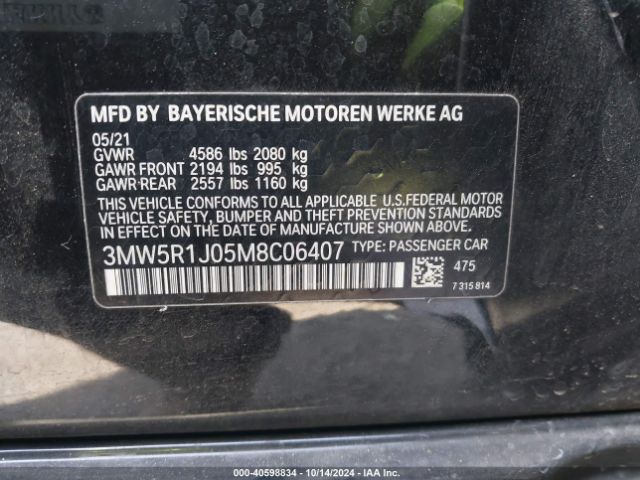 MFD BY BAYERISCHE MOTOREN WERKE AG
05/21
GVWR 4586 lbs 2080 kg
GAWR FRONT 2194 lbs 995 kg
GAWR REAR 2557 lbs 1160 kg
THIS VEHICLE CONFORMS TO ALL APPLICABLE U.S.FEDERAL MOTOR
VEHICLE SAFETY, BUMPER AND THEFT PREVENTION STANDARDS
IN EFFECT ON THE DATE OF MANUFACTURE SHOWN ABOVE.
3MW5R1J05M8C06407 TYPE: PASSENGER CAR
475
7 315 814
000-40598834 | 10/14/2024 | IAA Inc.